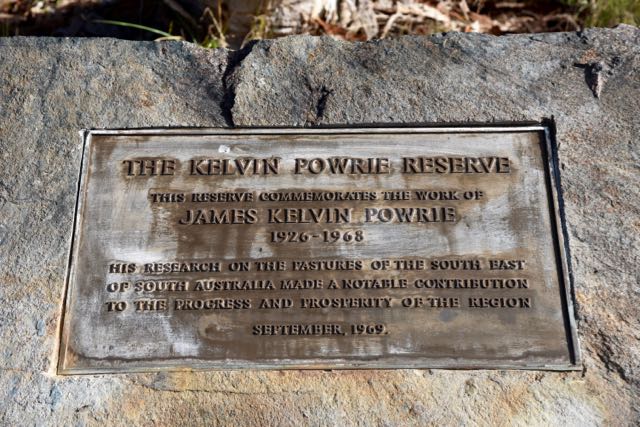 THE KELVIN POWRIE RESERVE
THIS RESERVE COMMEMORATES THE WORK OF
JAMES KELVIN POWRIE
1926-1968
HIS RESEARCH ON THE PASTURES OF THE SOUTH EAST
OF SOUTH AUSTRALIA MADE A NOTABLE CONTRIBUTION
TO THE PROGRESS AND PROSPERITY OF THE REGION
SEPTEMBER, 1969.